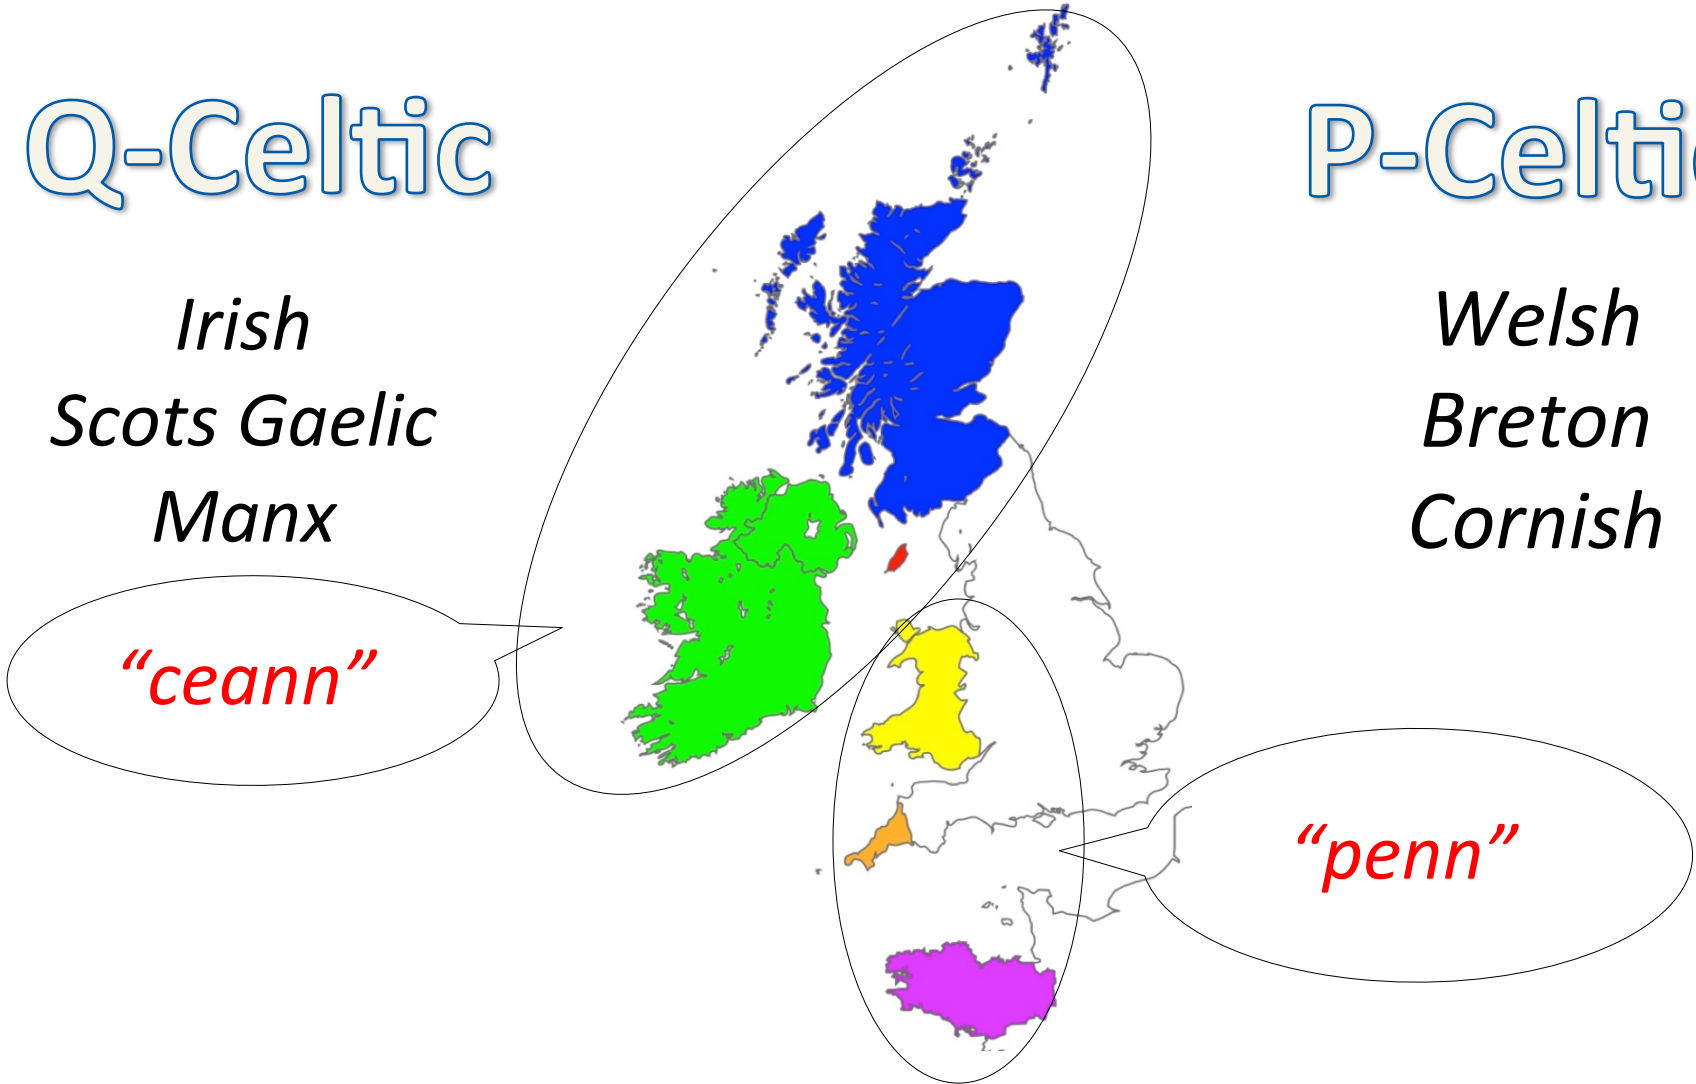 Q-Celtic
Irish
Scots Gaelic
Manx
“ceann”
P-Celti
Welsh
Breton
Cornish
“penn”